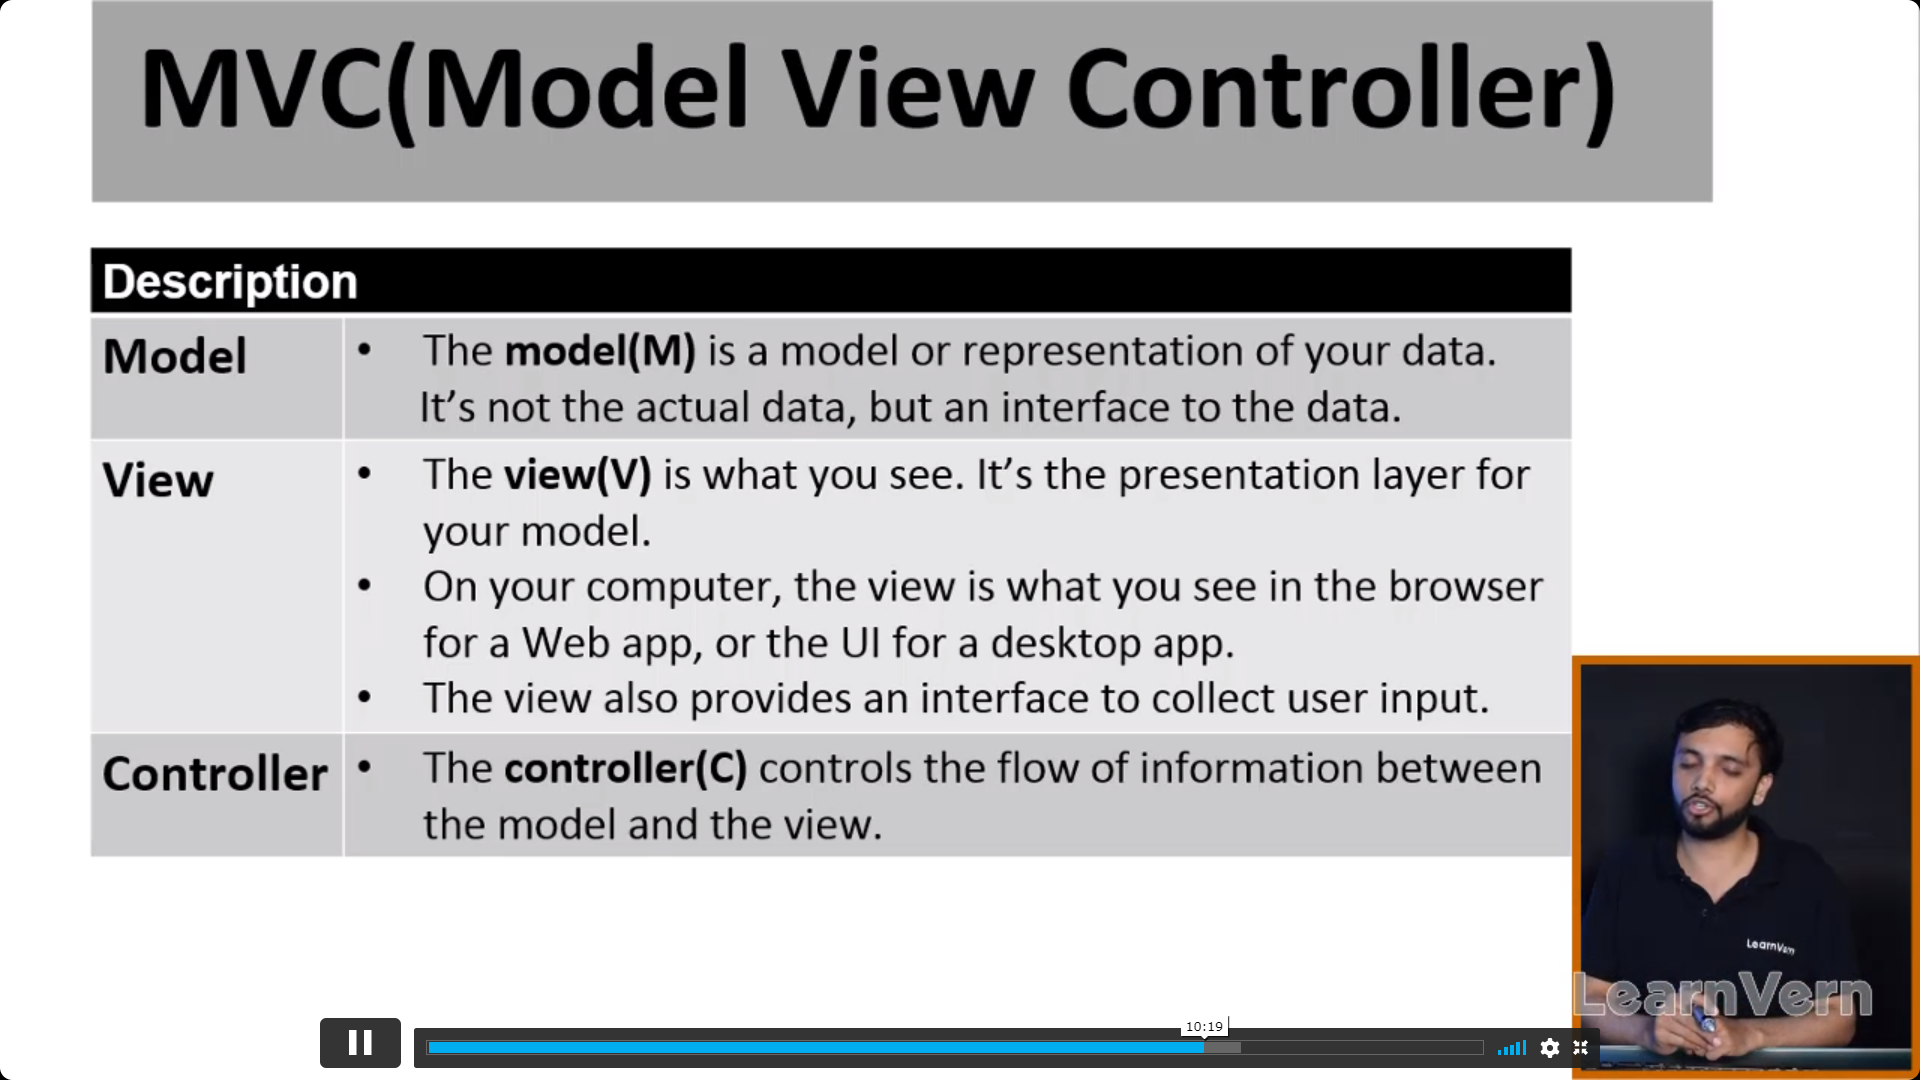 MVC(Model View Controller)
Description
Model
• The model(M) is a model or representation of your data.
It’s not the actual data, but an interface to the data.
View
• The view(V) is what you see. It’s the presentation layer for
your model.
• On your computer, the view is what you see in the browser
for a Web app, or the UI for a desktop app.
• The view also provides an interface to collect user input.
Controller
• The controller(C) controls the flow of information between
the model and the view.
LearnVern
LearnVern
10:19